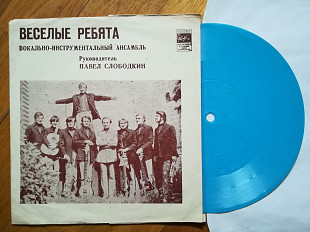 ВЕСЕЛЫЕ РЕБЯТА
ВОКАЛЬНО-ИНСТРУМЕНТАЛЬНЫЙ АНСАМБЛЬ
Руководитель
ПАВЕЛ СЛОБОДКИН